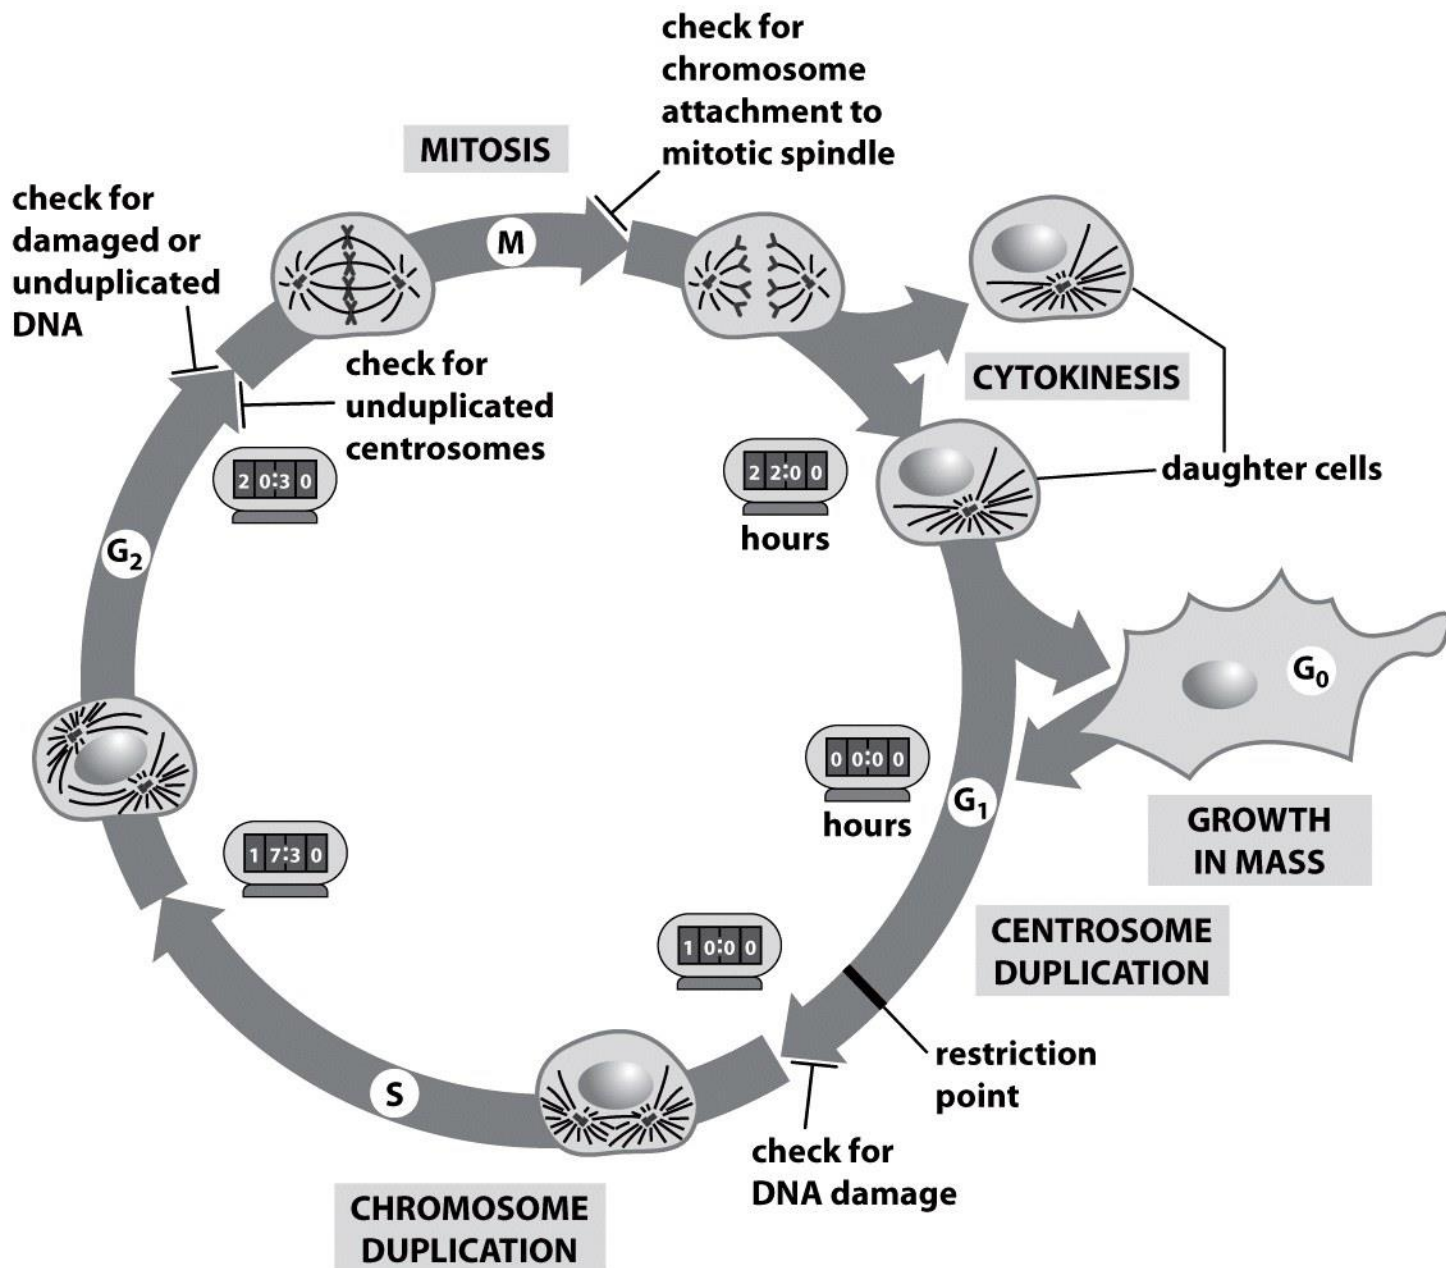 check for
chromosome
attachment to
mitotic spindle
MITOSIS
check for
damaged or
unduplicated
DNA
M
check for
unduplicated
centrosomes
CYTOKINESIS
daughter cells
20:30
22:00
hours
G2
G0
00:00
hours
G1
GROWTH
IN MASS
17:30
10:00
CENTROSOME
DUPLICATION
restriction
point
S
check for
DNA damage
CHROMOSOME
DUPLICATION